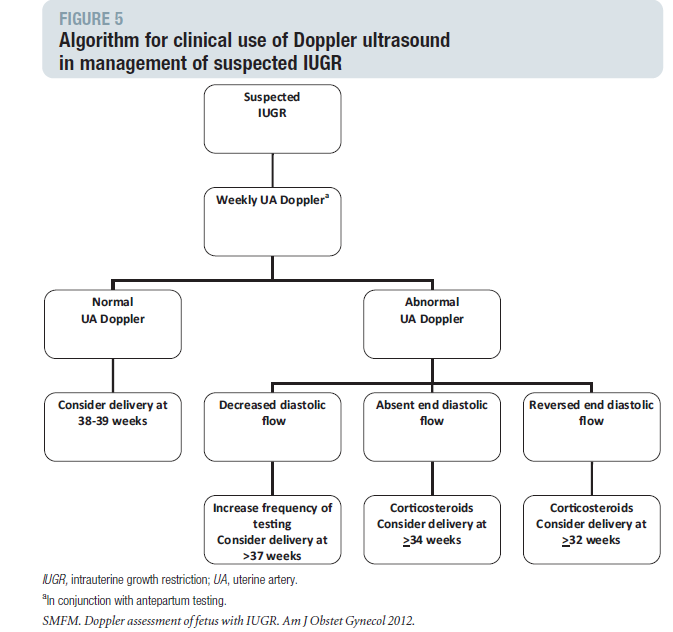 FIGURE 5
Algorithm for clinical use of Doppler ultrasound
in management of suspected IUGR
Suspected
IUGR
Weekly UA Dopplerᵃ
Normal
UA Doppler
Abnormal
UA Doppler
Consider delivery at
38-39 weeks
Decreased diastolic
flow
Absent end diastolic
flow
Reversed end diastolic
flow
Increase frequency of
testing
Consider delivery at
>37 weeks
Corticosteroids
Consider delivery at
≥34 weeks
Corticosteroids
Consider delivery at
≥32 weeks
IUGR, intrauterine growth restriction; UA, uterine artery.
ᵃIn conjunction with antepartum testing.
SMFM. Doppler assessment of fetus with IUGR. Am J Obstet Gynecol 2012.